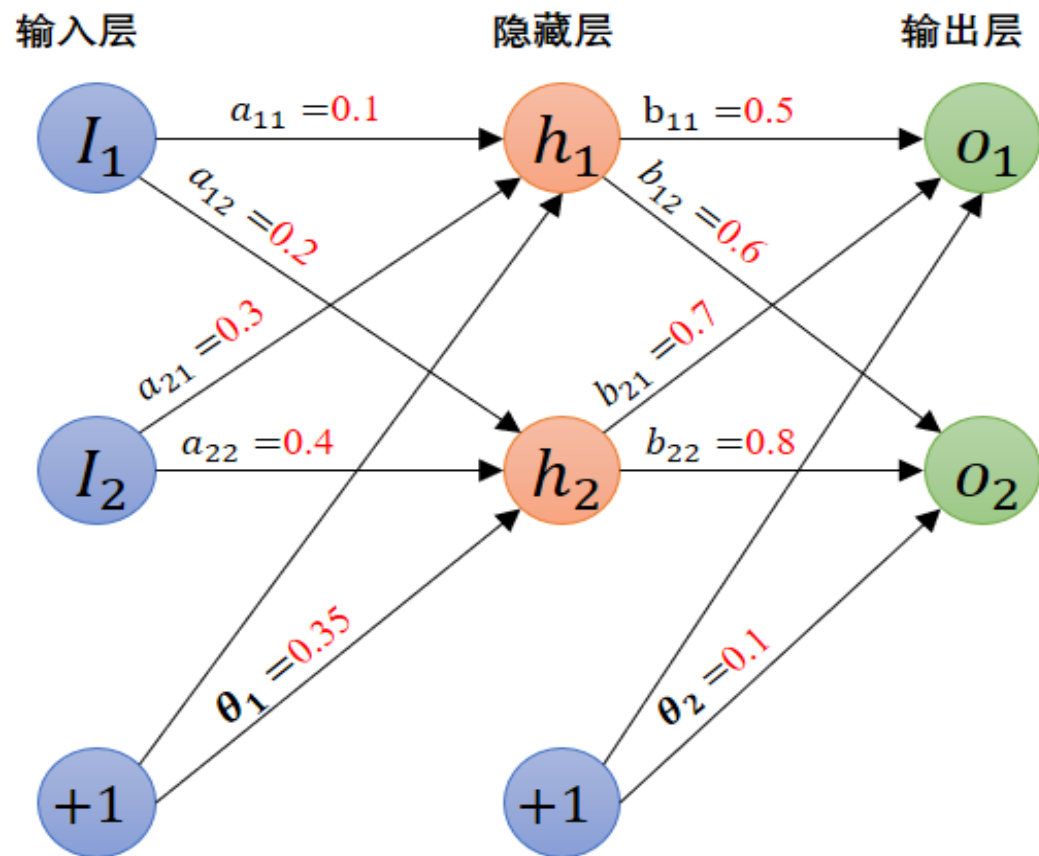 输入层 隐藏层 输出层
I₁ a₁₁ =0.1 h₁ b₁₁ =0.5 o₁
a₁₂ =0.2 b₁₂ =0.6
a₂₁ =0.3 b₂₁ =0.7
I₂ a₂₂ =0.4 h₂ b₂₂ =0.8 o₂
θ₁ =0.35 θ₂ =0.1
+1 +1